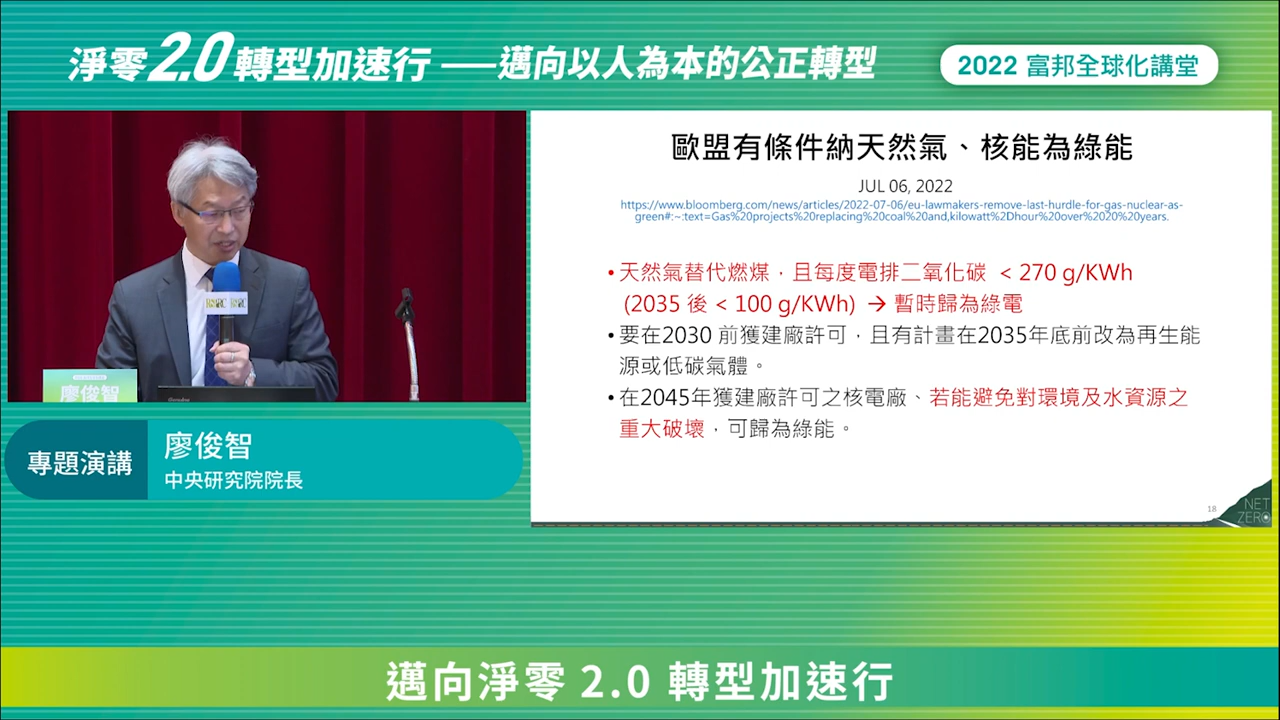 淨零2.0轉型加速行——邁向以人為本的公正轉型
2022 富邦全球化講堂
歐盟有條件納天然氣、核能為綠能
JUL 06, 2022
https://www.bloomberg.com/news/articles/2022-07-06/eu-lawmakers-remove-last-hurdle-for-gas-nuclear-as-
green#:~:text=Gas%20projects%20replacing%20coal%20and,kilowatt%2Dhour%20over%2020%20years.
• 天然氣替代燃煤，且每度電排二氧化碳 < 270 g/KWh
(2035 後 < 100 g/KWh) → 暫時歸為綠電
• 要在2030 前獲建廠許可，且有計畫在2035年底前改為再生能
源或低碳氣體。
• 在2045年獲建廠許可之核電廠、若能避免對環境及水資源之
重大破壞，可歸為綠能。
18
NET
ZERO
廖俊智
專題演講
廖俊智
中央研究院院長
邁向淨零 2.0 轉型加速行